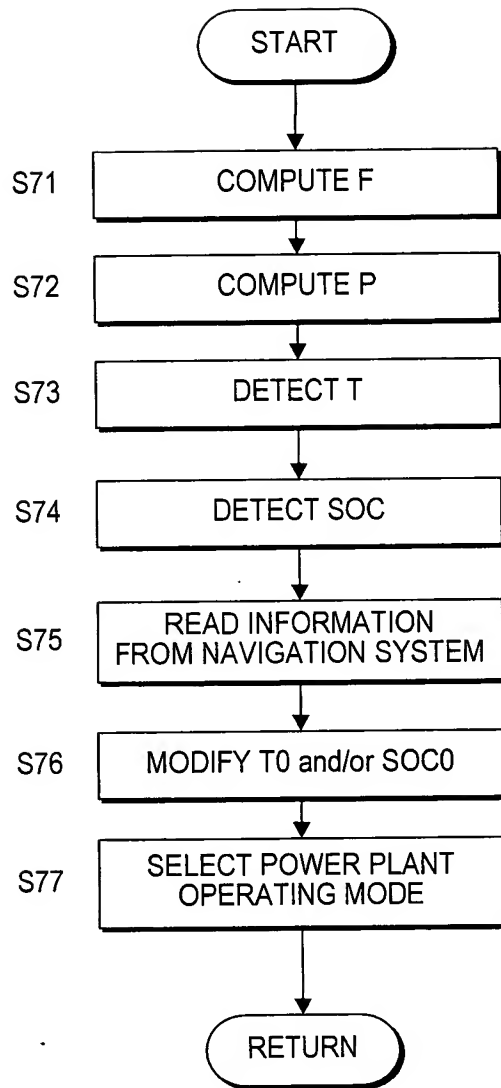 START
S71
COMPUTE F
S72
COMPUTE P
S73
DETECT T
S74
DETECT SOC
S75
READ INFORMATION
FROM NAVIGATION SYSTEM
S76
MODIFY T0 and/or SOC0
S77
SELECT POWER PLANT
OPERATING MODE
RETURN